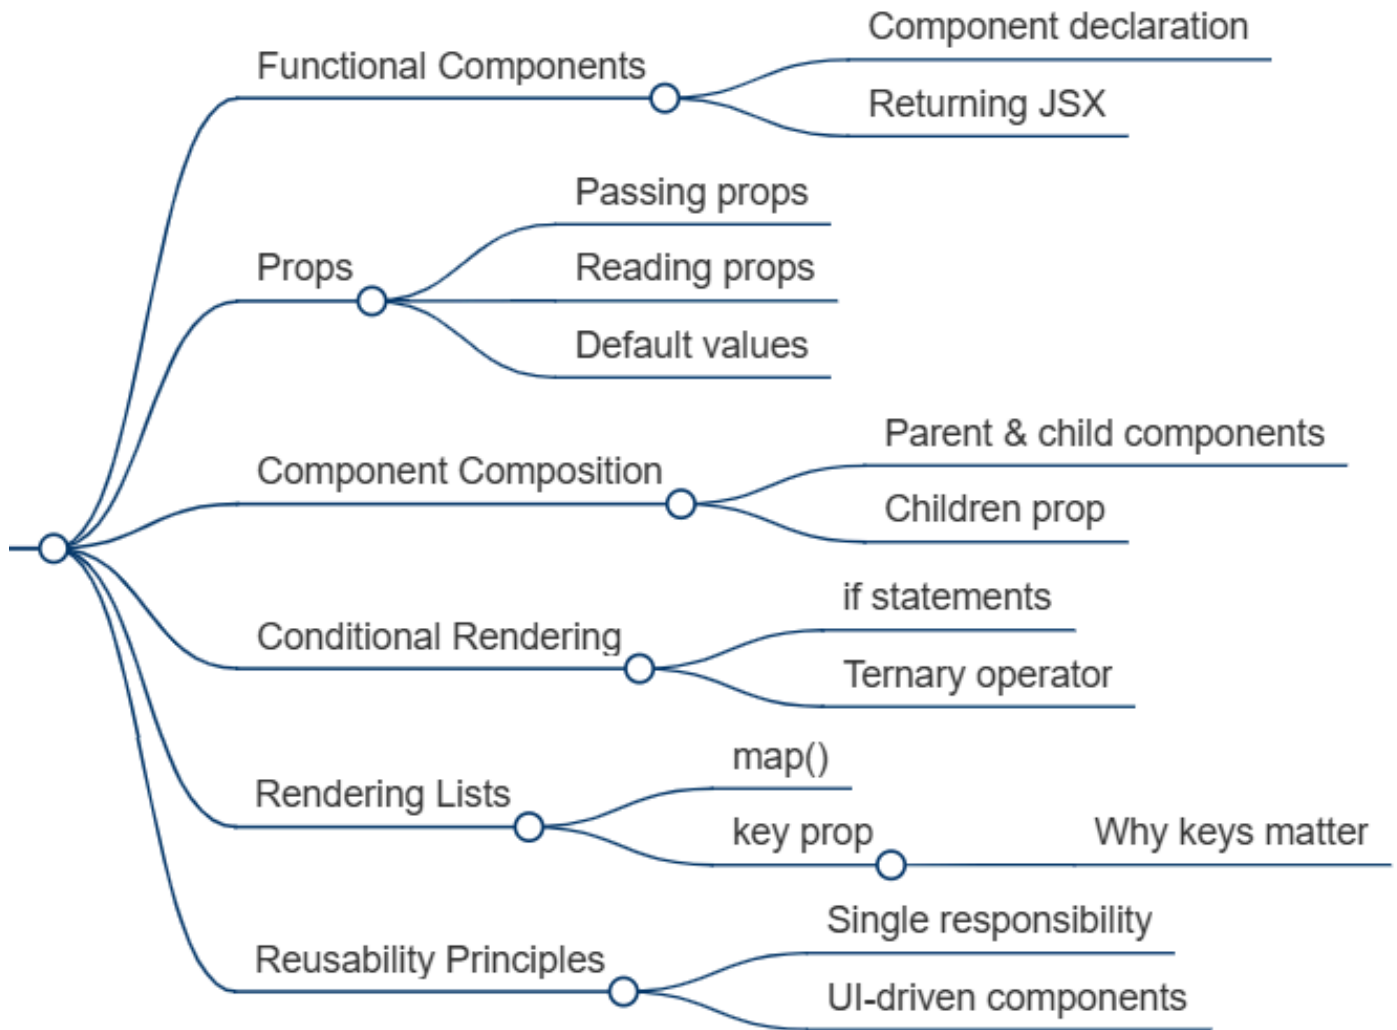 Functional Components
Component declaration
Returning JSX
Props
Passing props
Reading props
Default values
Component Composition
Parent & child components
Children prop
Conditional Rendering
if statements
Ternary operator
Rendering Lists
map()
key prop
Why keys matter
Reusability Principles
Single responsibility
UI-driven components